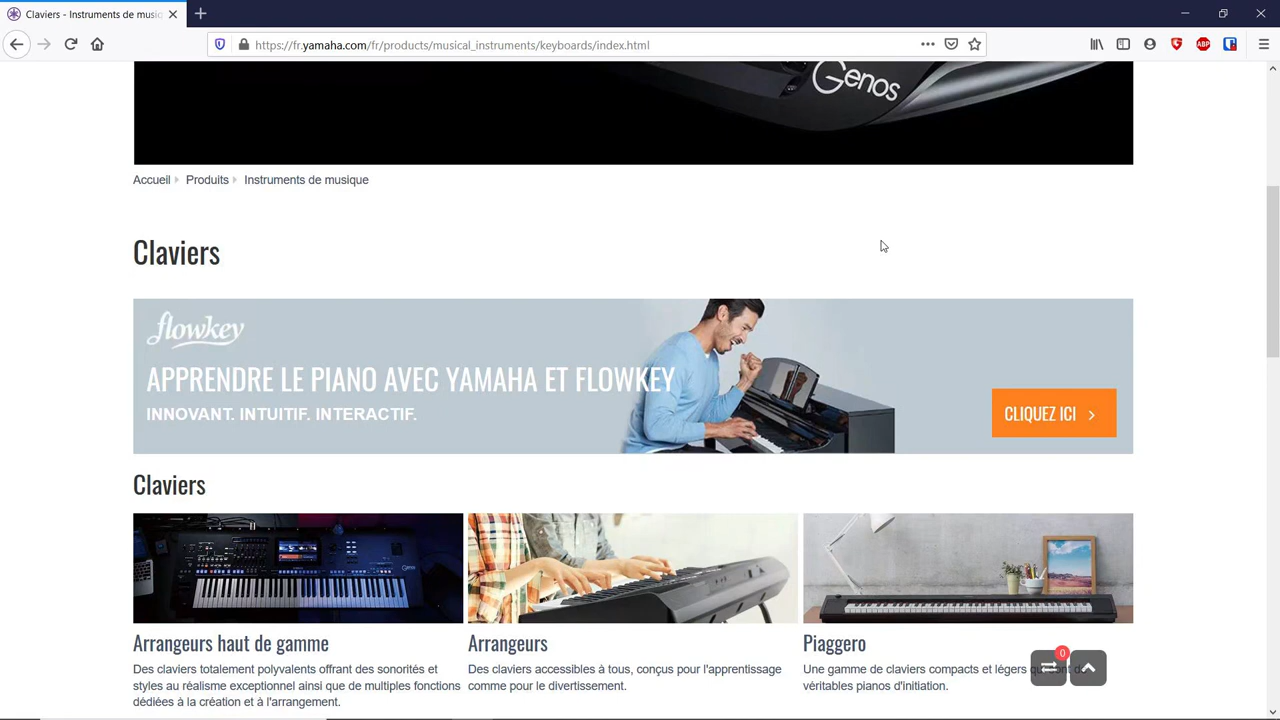 Claviers - Instruments de musiq
https://fr.yamaha.com/fr/products/musical_instruments/keyboards/index.html
ABP
Genos
Accueil
Produits
Instruments de musique
Claviers
flowkey
APPRENDRE LE PIANO AVEC YAMAHA ET FLOWKEY
INNOVANT. INTUITIF. INTERACTIF.
CLIQUEZ ICI
Claviers
Genos
Arrangeurs haut de gamme
Des claviers totalement polyvalents offrant des sonorités et
styles au réalisme exceptionnel ainsi que de multiples fonctions
dédiées à la création et à l'arrangement.
Arrangeurs
Des claviers accessibles à tous, conçus pour l'apprentissage
comme pour le divertissement.
Piaggero
Une gamme de claviers compacts et légers
véritables pianos d'initiation.
0